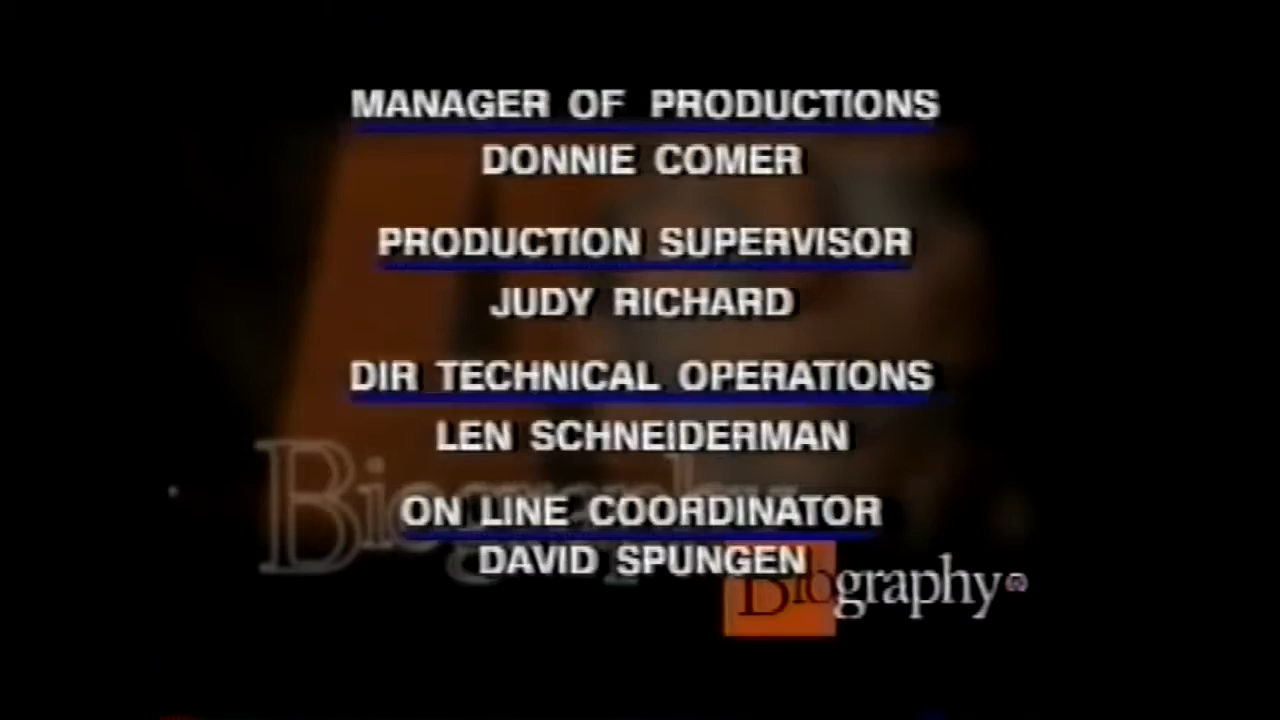 MANAGER OF PRODUCTIONS
DONNIE COMER
PRODUCTION SUPERVISOR
JUDY RICHARD
DIR TECHNICAL OPERATIONS
LEN SCHNEIDERMAN
Biography
ON LINE COORDINATOR
DAVID SPUNGEN
Biography®